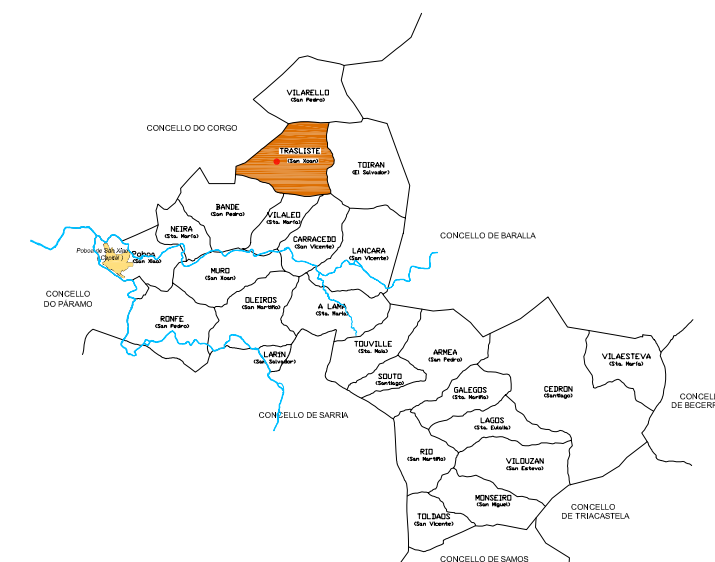 VILARELLO
(San Pedro)
CONCELLO DO CORGO
TRASLISTE
(San Xoan)
TOIRAN
(El Salvador)
BANDE
(San Pedro)
VILALEO
(Sta. María)
NEIRA
(Sta. María)
CARRACEDO
(San Vicente)
CONCELLO DE BARALLA
LANCARA
(San Vicente)
(San Xiao)
MURO
(San Xoan)
CONCELLO
DO PÁRAMO
OLEIROS
(San Martiño)
A LAMA
(Sta. María)
RONFE
(San Pedro)
TOUVILLE
ARMEA
(San Pedro)
LARIN
(San Salvador)
VILAESTEVA
(Sta. María)
SOUTO
(Santiago)
GALEGOS
(Sta. Mariña)
CEDRON
(Santiago)
CONCELLO DE SARRIA
LAGOS
(Sta. Eulalia)
RIO
(San Martiño)
VILOUZAN
(San Estevo)
MONSEIRO
(San Miguel)
TOLDAOS
(San Vicente)
CONCELLO
DE TRIACASTELA
CONCELLO DE SAMOS